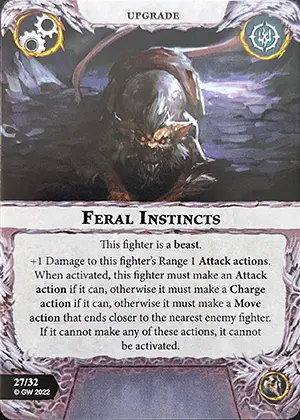 UPGRADE
FERAL INSTINCTS
This fighter is a beast.
+1 Damage to this fighter's Range 1 Attack actions.
When activated, this fighter must make an Attack
action if it can, otherwise it must make a Charge
action if it can, otherwise it must make a Move
action that ends closer to the nearest enemy fighter.
If it cannot make any of these actions, it cannot
be activated.
27/32
© GW 2022